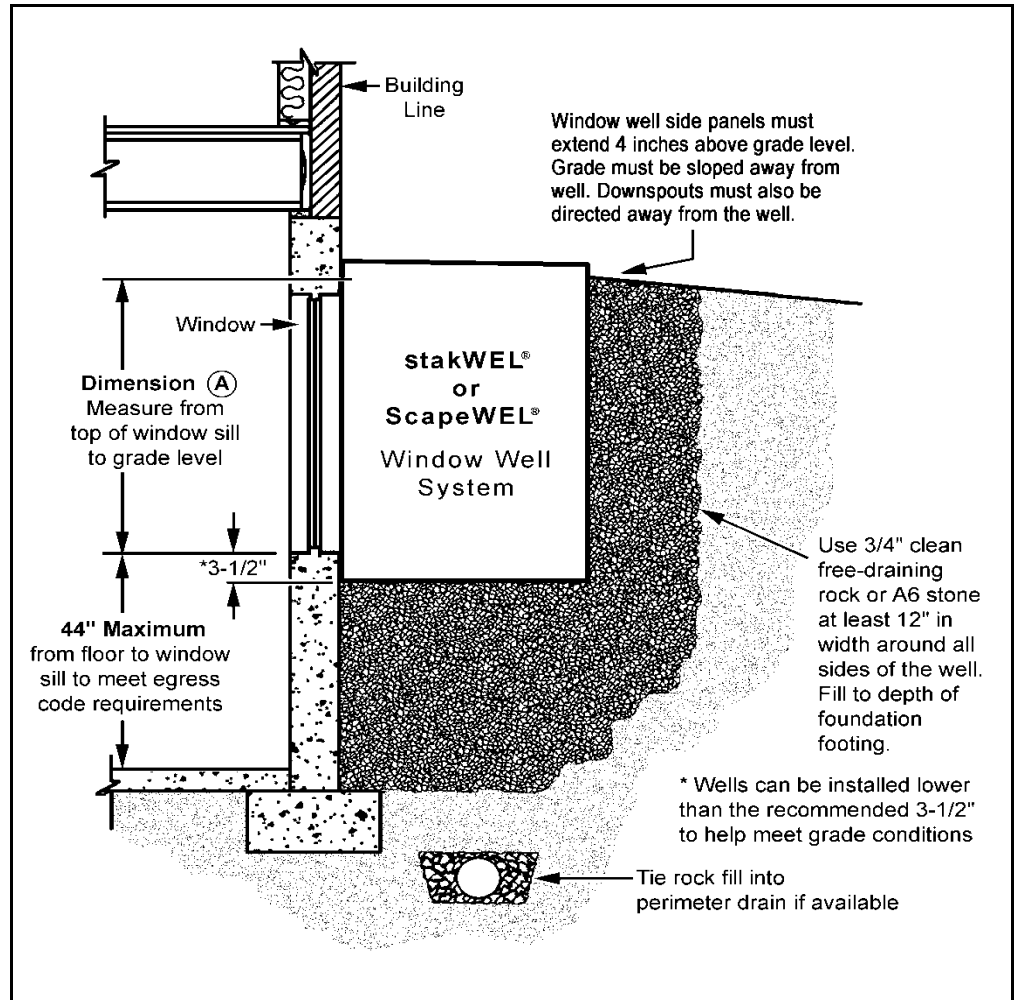 Building
Line
Window well side panels must
extend 4 inches above grade level.
Grade must be sloped away from
well. Downspouts must also be
directed away from the well.
Window
stakWEL®
or
ScapeWEL®
Window Well
System
Dimension A
Measure from
top of window sill
to grade level
*3-1/2"
44" Maximum
from floor to window
sill to meet egress
code requirements
Use 3/4" clean
free-draining
rock or A6 stone
at least 12" in
width around all
sides of the well.
Fill to depth of
foundation
footing.
* Wells can be installed lower
than the recommended 3-1/2"
to help meet grade conditions
Tie rock fill into
perimeter drain if available